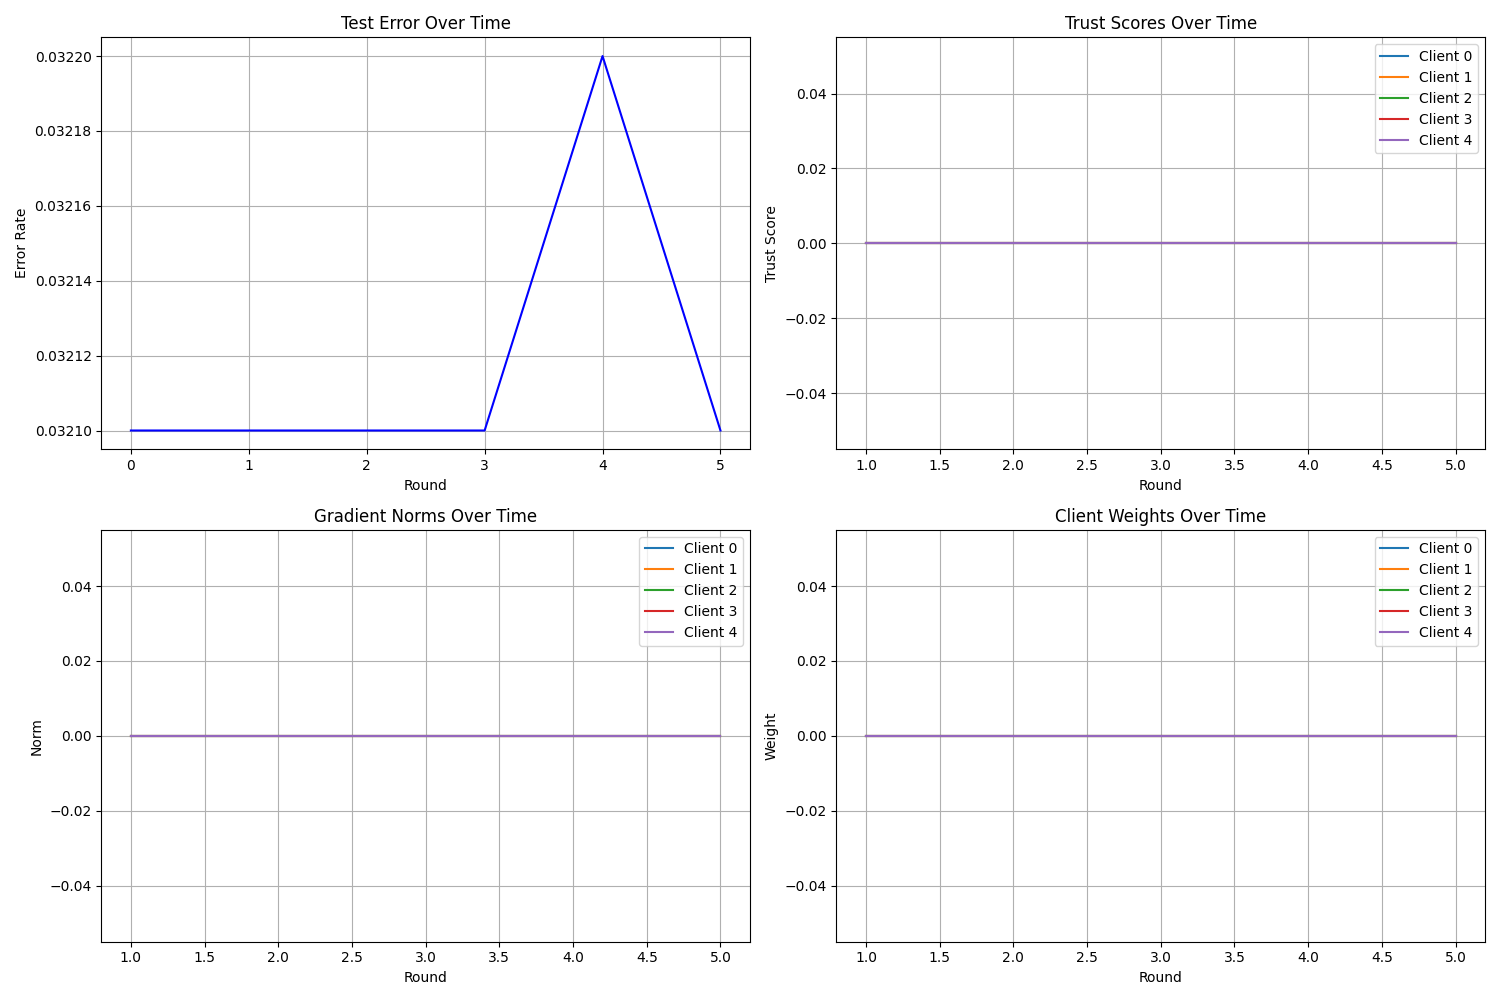 Test Error Over Time
Error Rate
0.03220
0.03218
0.03216
0.03214
0.03212
0.03210
0 1 2 3 4 5
Round
Trust Scores Over Time
Trust Score
0.04
0.02
0.00
−0.02
−0.04
Client 0
Client 1
Client 2
Client 3
Client 4
1.0 1.5 2.0 2.5 3.0 3.5 4.0 4.5 5.0
Round
Gradient Norms Over Time
Norm
0.04
0.02
0.00
−0.02
−0.04
Client 0
Client 1
Client 2
Client 3
Client 4
1.0 1.5 2.0 2.5 3.0 3.5 4.0 4.5 5.0
Round
Client Weights Over Time
Weight
0.04
0.02
0.00
−0.02
−0.04
Client 0
Client 1
Client 2
Client 3
Client 4
1.0 1.5 2.0 2.5 3.0 3.5 4.0 4.5 5.0
Round